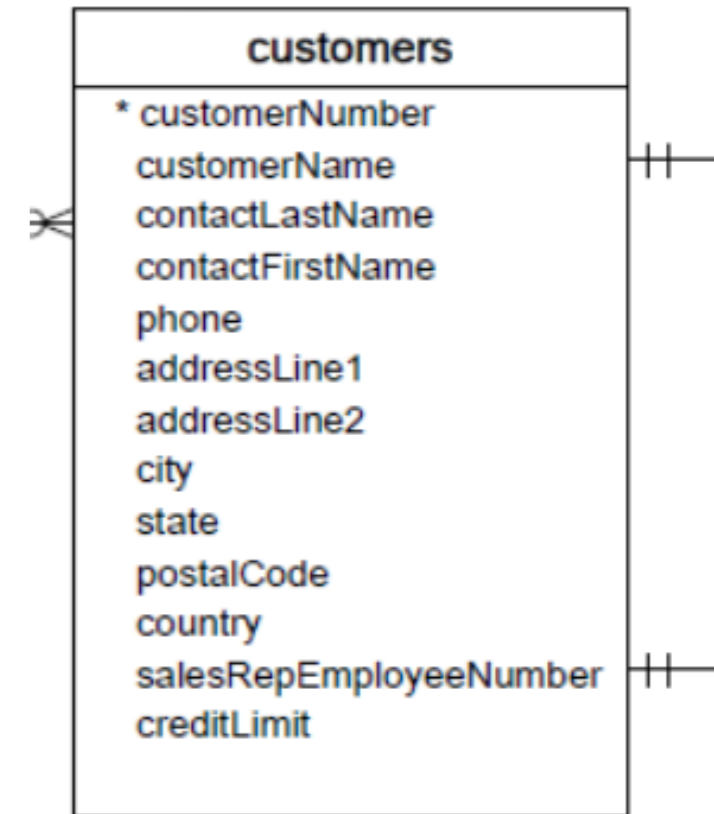 customers
* customerNumber
customerName
contactLastName
contactFirstName
phone
addressLine1
addressLine2
city
state
postalCode
country
salesRepEmployeeNumber
creditLimit